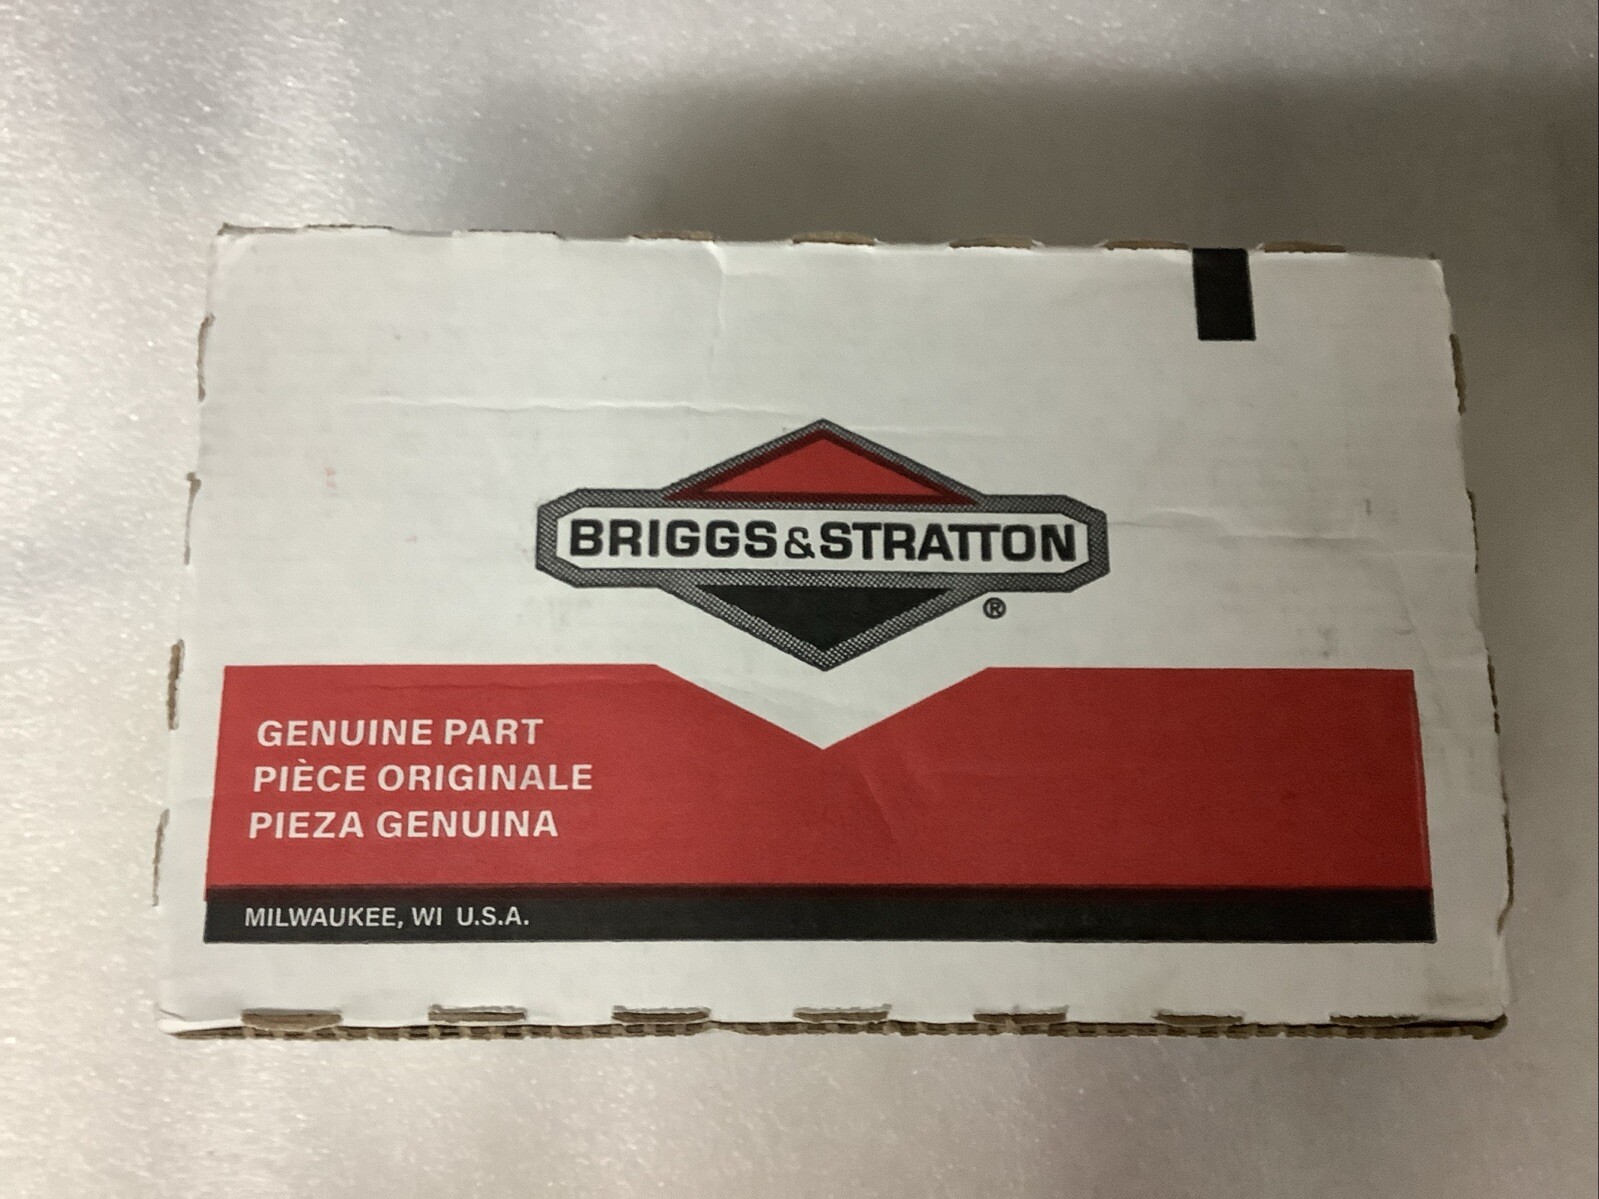 BRIGGS&STRATTON
®
GENUINE PART
PIÈCE ORIGINALE
PIEZA GENUINA
MILWAUKEE, WI U.S.A.